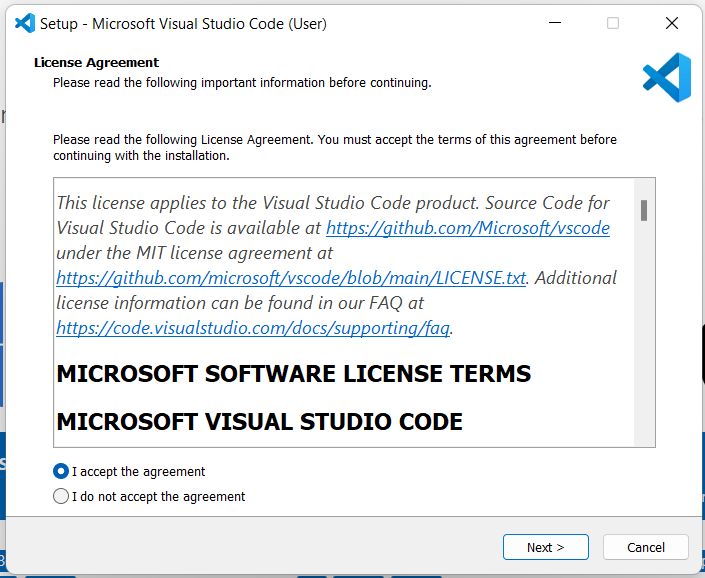 Setup - Microsoft Visual Studio Code (User)
License Agreement
Please read the following important information before continuing.
Please read the following License Agreement. You must accept the terms of this agreement before
continuing with the installation.
This license applies to the Visual Studio Code product. Source Code for
Visual Studio Code is available at https://github.com/Microsoft/vscode
under the MIT license agreement at
https://github.com/microsoft/vscode/blob/main/LICENSE.txt. Additional
license information can be found in our FAQ at
https://code.visualstudio.com/docs/supporting/faq.
MICROSOFT SOFTWARE LICENSE TERMS
MICROSOFT VISUAL STUDIO CODE
I accept the agreement
I do not accept the agreement
Next >
Cancel